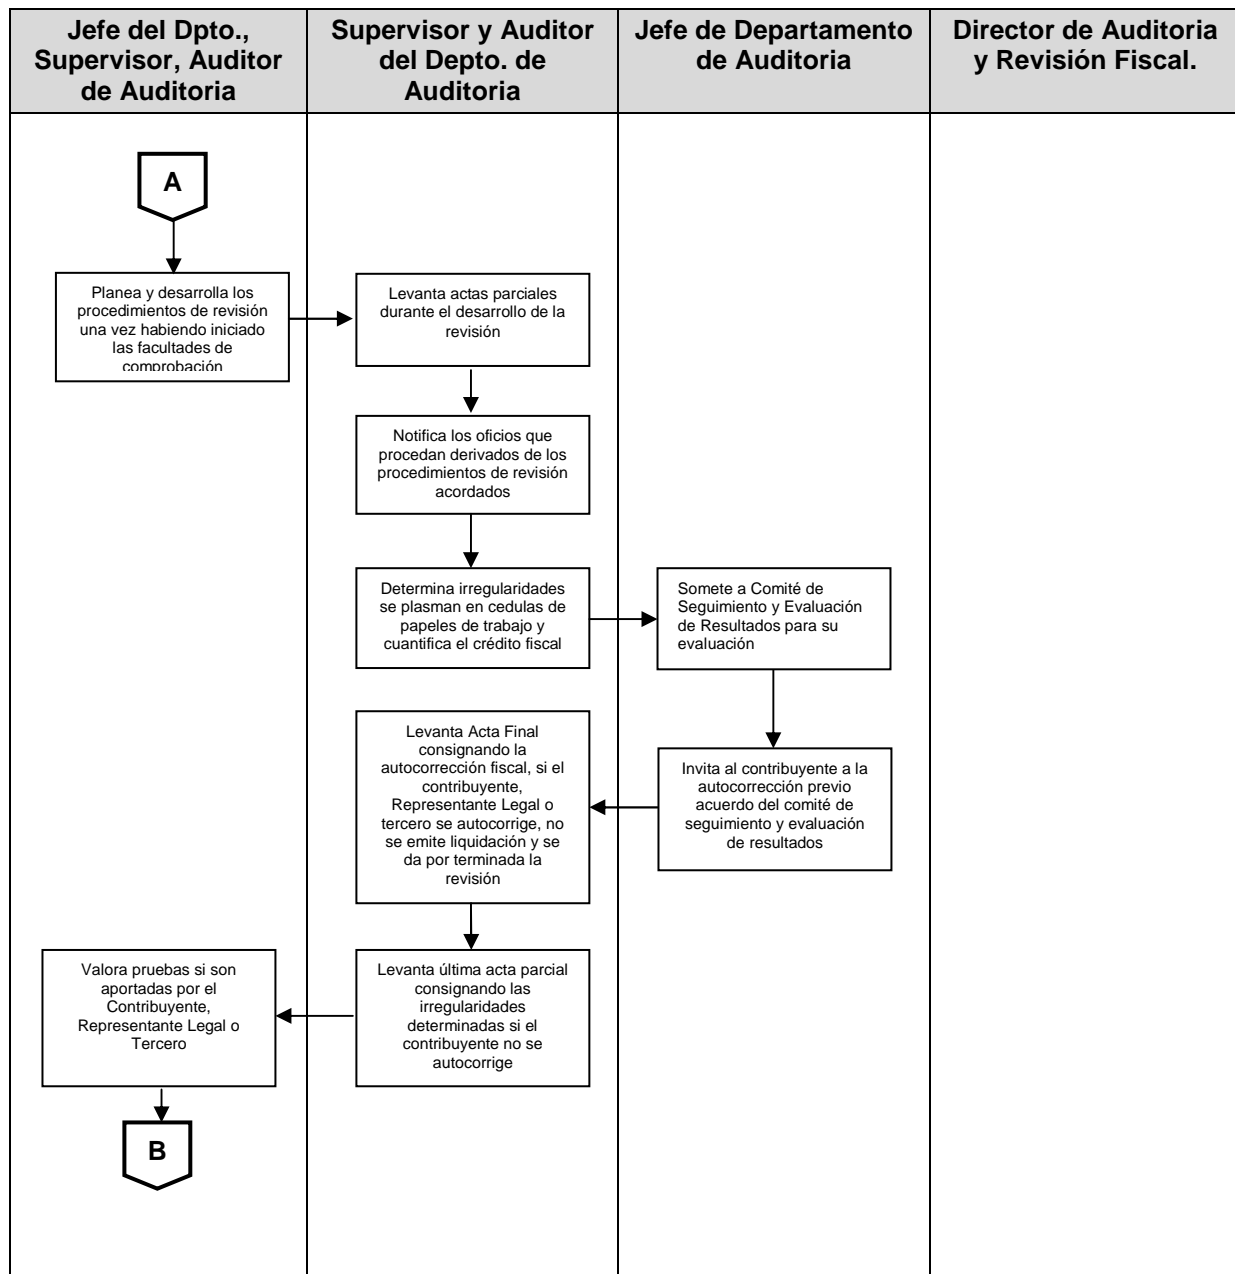 Jefe del Dpto.,
Supervisor, Auditor
de Auditoria
Supervisor y Auditor
del Depto. de
Auditoria
Jefe de Departamento
de Auditoria
Director de Auditoria
y Revisión Fiscal.
A
Planea y desarrolla los
procedimientos de revisión
una vez habiendo iniciado
las facultades de
comprobación
Levanta actas parciales
durante el desarrollo de la
revisión
Notifica los oficios que
procedan derivados de los
procedimientos de revisión
acordados
Determina irregularidades
se plasman en cedulas de
papeles de trabajo y
cuantifica el crédito fiscal
Somete a Comité de
Seguimiento y Evaluación
de Resultados para su
evaluación
Invita al contribuyente a la
autocorrección previo
acuerdo del comité de
seguimiento y evaluación
de resultados
Levanta Acta Final
consignando la
autocorrección fiscal, si el
contribuyente,
Representante Legal o
tercero se autocorrige, no
se emite liquidación y se
da por terminada la
revisión
Levanta última acta parcial
consignando las
irregularidades
determinadas si el
contribuyente no se
autocorrige
Valora pruebas si son
aportadas por el
Contribuyente,
Representante Legal o
Tercero
B